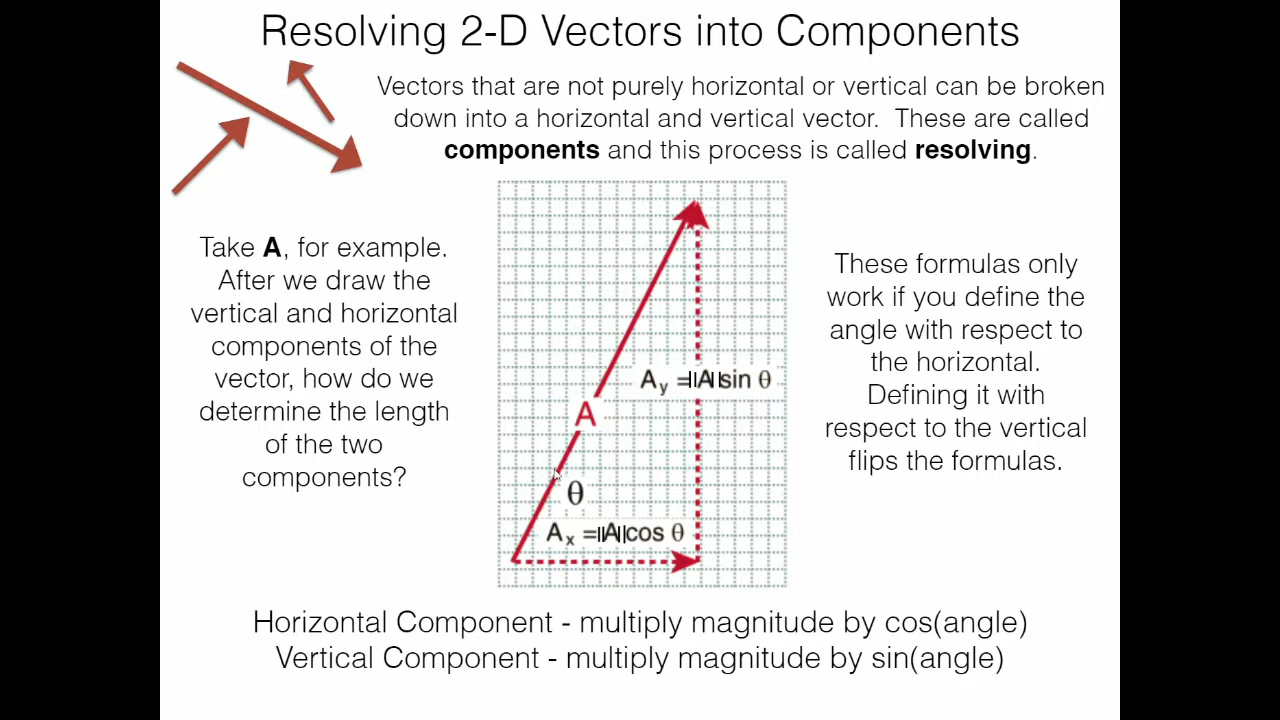 Resolving 2-D Vectors into Components
Vectors that are not purely horizontal or vertical can be broken
down into a horizontal and vertical vector. These are called
components and this process is called resolving.
Take A, for example.
After we draw the
vertical and horizontal
components of the
vector, how do we
determine the length
of the two
components?
A
θ
A_y =||A||sin θ
A_x =||A||cos θ
These formulas only
work if you define the
angle with respect to
the horizontal.
Defining it with
respect to the vertical
flips the formulas.
Horizontal Component - multiply magnitude by cos(angle)
Vertical Component - multiply magnitude by sin(angle)